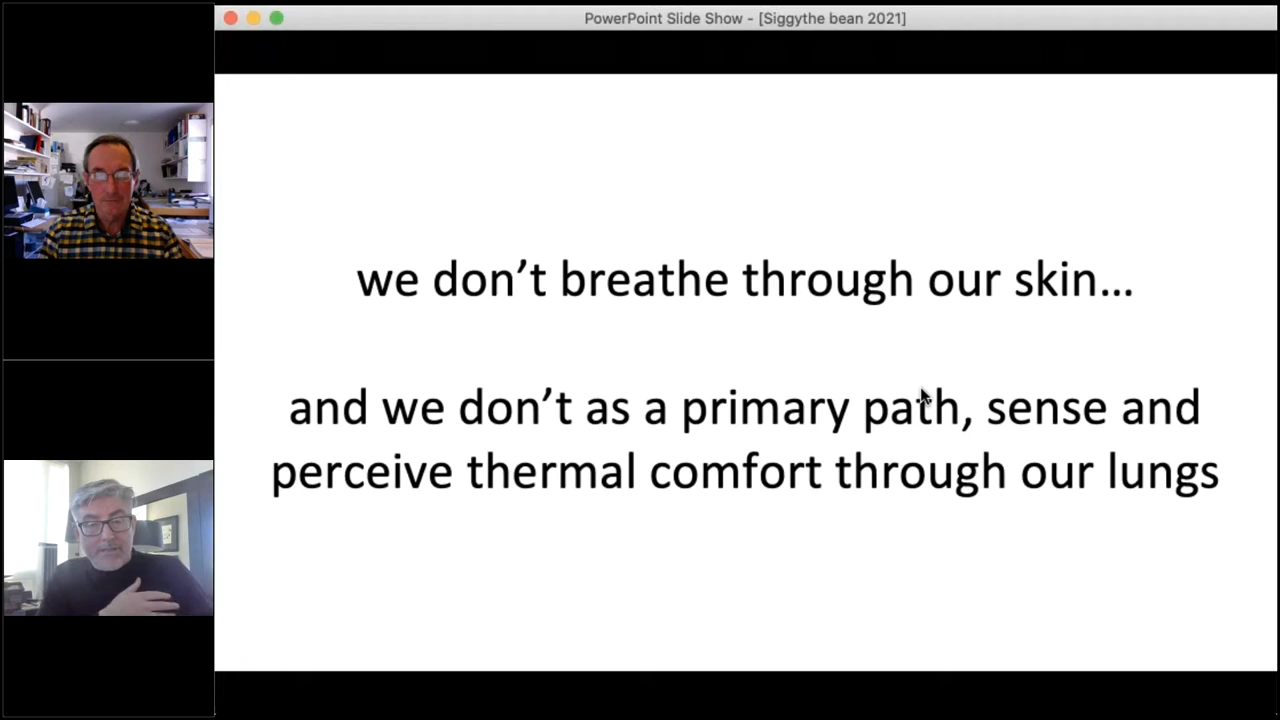 PowerPoint Slide Show - [Siggythe bean 2021]
we don’t breathe through our skin…
and we don’t as a primary path, sense and
perceive thermal comfort through our lungs